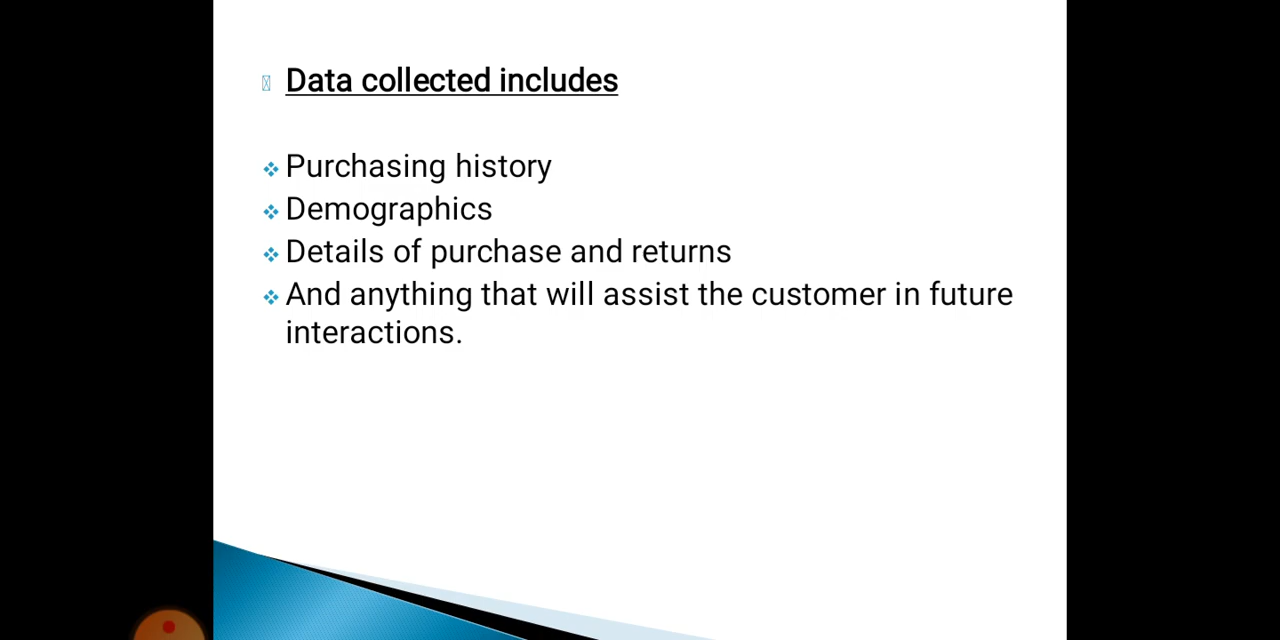 Data collected includes
Purchasing history
Demographics
Details of purchase and returns
And anything that will assist the customer in future
interactions.